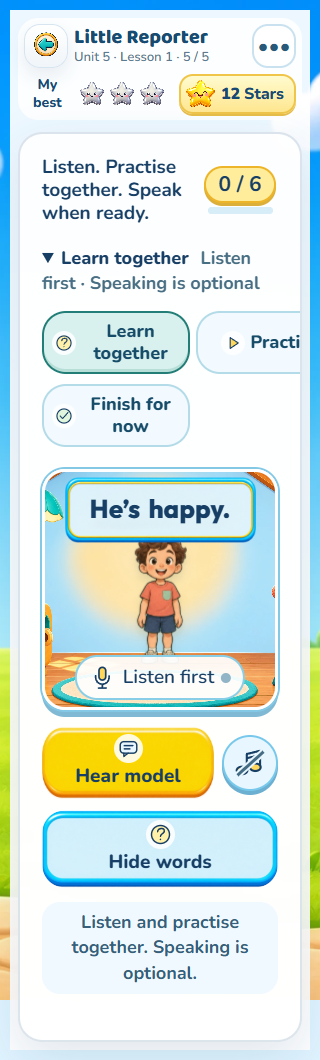 Little Reporter
Unit 5 · Lesson 1 · 5 / 5
My
best
12 Stars
Listen. Practise
together. Speak
when ready.
0 / 6
▼ Learn together Listen
first · Speaking is optional
Learn
together
Practi
Finish for
now
He's happy.
Listen first
Hear model
Hide words
Listen and practise
together. Speaking is
optional.